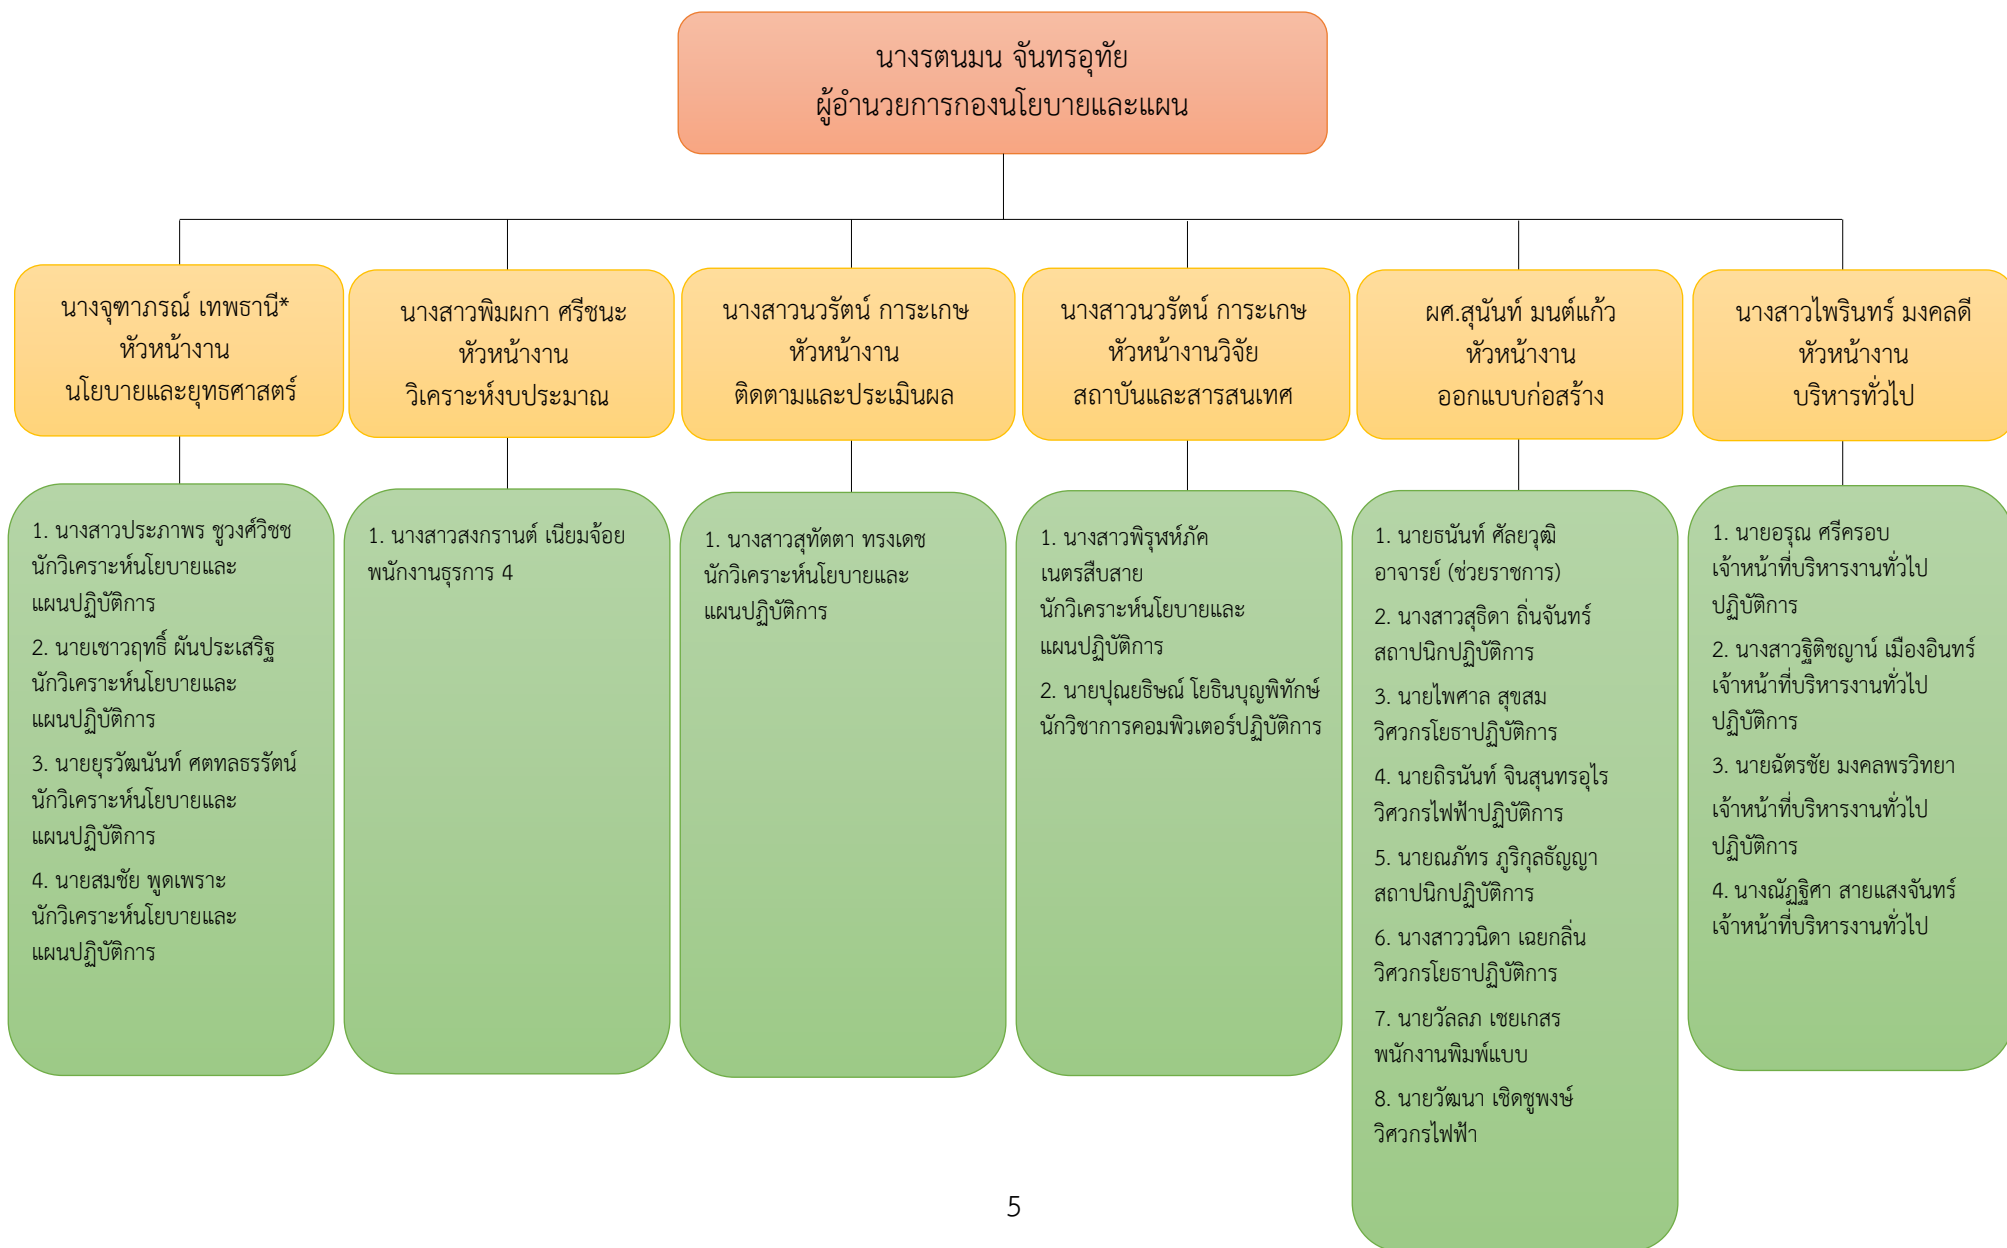 นางรตนมน จันทรอุทัย
ผู้อำนวยการกองนโยบายและแผน
นางจุฑาภรณ์ เทพธานี*
หัวหน้างาน
นโยบายและยุทธศาสตร์
นางสาวพิมผกา ศรีชนะ
หัวหน้างาน
วิเคราะห์งบประมาณ
นางสาวนวรัตน์ การะเกษ
หัวหน้างาน
ติดตามและประเมินผล
นางสาวนวรัตน์ การะเกษ
หัวหน้างานวิจัย
สถาบันและสารสนเทศ
ผศ.สุนันท์ มนต์แก้ว
หัวหน้างาน
ออกแบบก่อสร้าง
นางสาวไพรินทร์ มงคลดี
หัวหน้างาน
บริหารทั่วไป
1. นางสาวประภาพร ชูวงศ์วิชช
นักวิเคราะห์นโยบายและ
แผนปฏิบัติการ
2. นายเชาวฤทธิ์ ผันประเสริฐ
นักวิเคราะห์นโยบายและ
แผนปฏิบัติการ
3. นายยุรวัฒนันท์ ศตทลธรรัตน์
นักวิเคราะห์นโยบายและ
แผนปฏิบัติการ
4. นายสมชัย พูดเพราะ
นักวิเคราะห์นโยบายและ
แผนปฏิบัติการ
1. นางสาวสงกรานต์ เนียมจ้อย
พนักงานธุรการ 4
1. นางสาวสุทัตตา ทรงเดช
นักวิเคราะห์นโยบายและ
แผนปฏิบัติการ
1. นางสาวพิรุฬห์ภัค
เนตรสืบสาย
นักวิเคราะห์นโยบายและ
แผนปฏิบัติการ
2. นายปุณยธิษณ์ โยธินบุญพิทักษ์
นักวิชาการคอมพิวเตอร์ปฏิบัติการ
1. นายธนันท์ ศัลยวุฒิ
อาจารย์ (ช่วยราชการ)
2. นางสาวสุธิดา ถิ่นจันทร์
สถาปนิกปฏิบัติการ
3. นายไพศาล สุขสม
วิศวกรโยธาปฏิบัติการ
4. นายถิรนันท์ จินสุนทรอุไร
วิศวกรไฟฟ้าปฏิบัติการ
5. นายณภัทร ภูริกุลธัญญา
สถาปนิกปฏิบัติการ
6. นางสาววนิดา เฉยกลิ่น
วิศวกรโยธาปฏิบัติการ
7. นายวัลลภ เชยเกสร
พนักงานพิมพ์แบบ
8. นายวัฒนา เชิดชูพงษ์
วิศวกรไฟฟ้า
1. นายอรุณ ศรีครอบ
เจ้าหน้าที่บริหารงานทั่วไป
ปฏิบัติการ
2. นางสาวฐิติชญาน์ เมืองอินทร์
เจ้าหน้าที่บริหารงานทั่วไป
ปฏิบัติการ
3. นายฉัตรชัย มงคลพรวิทยา
เจ้าหน้าที่บริหารงานทั่วไป
ปฏิบัติการ
4. นางณัฏฐิศา สายแสงจันทร์
เจ้าหน้าที่บริหารงานทั่วไป
5